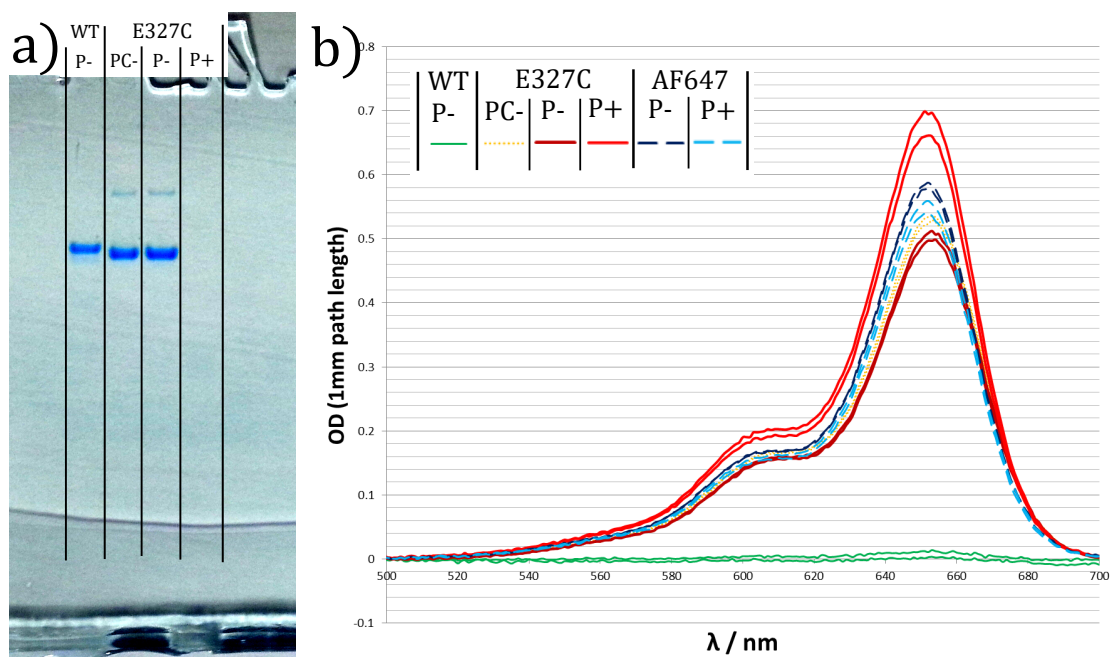 a)
WT E327C
P- PC- P- P+
b)
WT E327C AF647
P- PC- P- P+ P- P+
0.8
0.7
0.6
0.5
0.4
0.3
0.2
0.1
0
-0.1
500 520 540 560 580 600 620 640 660 680 700
OD (1mm path length)
λ / nm